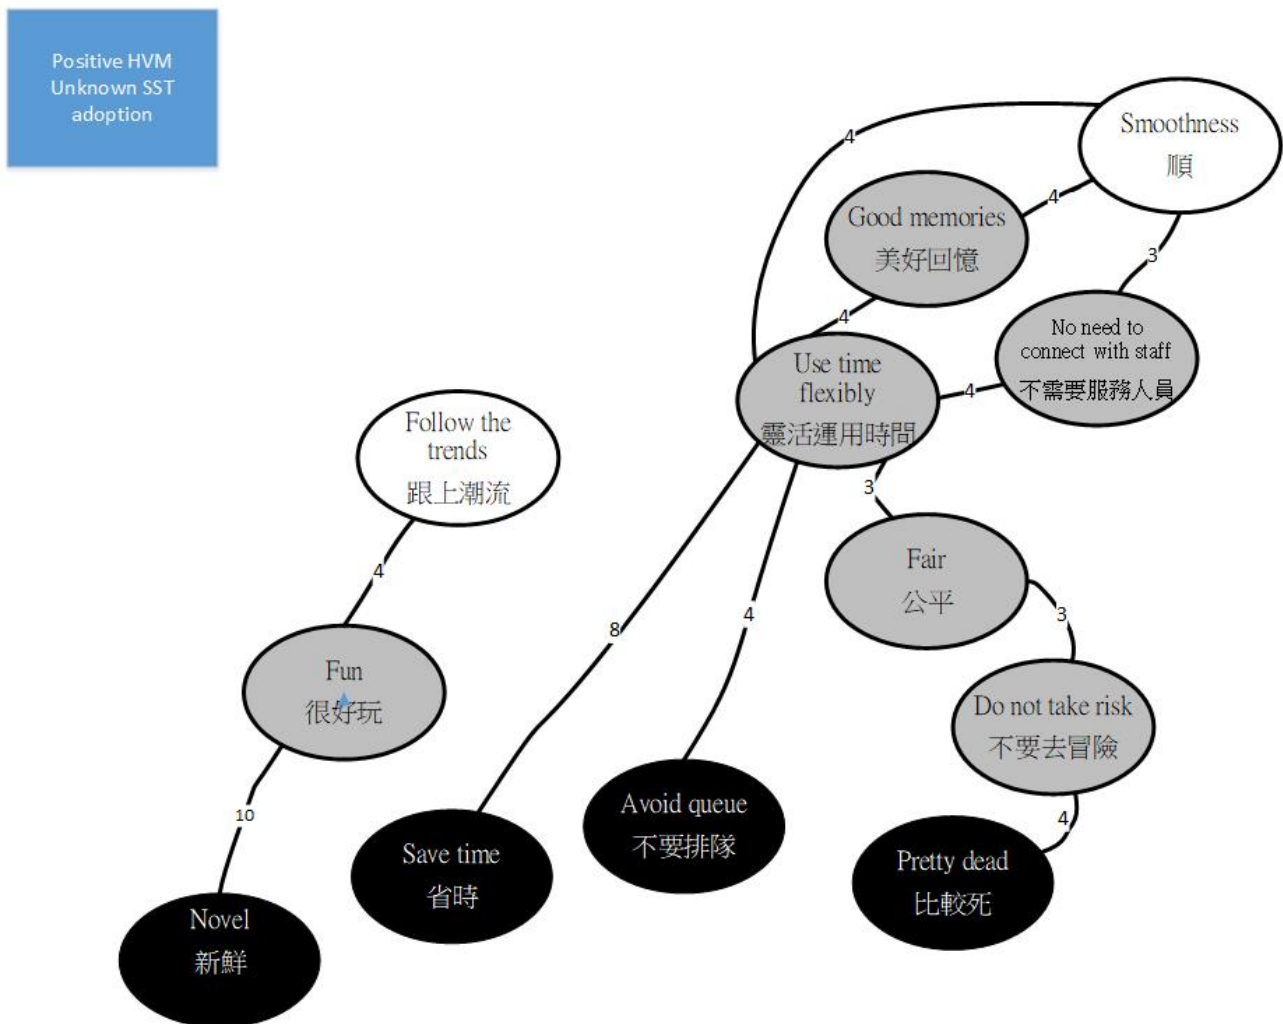 Positive HVM
Unknown SST
adoption
Smoothness
順
4
4
Good memories
美好回憶
3
4
No need to
connect with staff
不需要服務人員
Use time
flexibly
靈活運用時間
4
Follow the
trends
跟上潮流
3
Fair
公平
4
8
4
3
Fun
很好玩
Do not take risk
不要去冒險
10
4
Avoid queue
不要排隊
Save time
省時
Pretty dead
比較死
Novel
新鮮